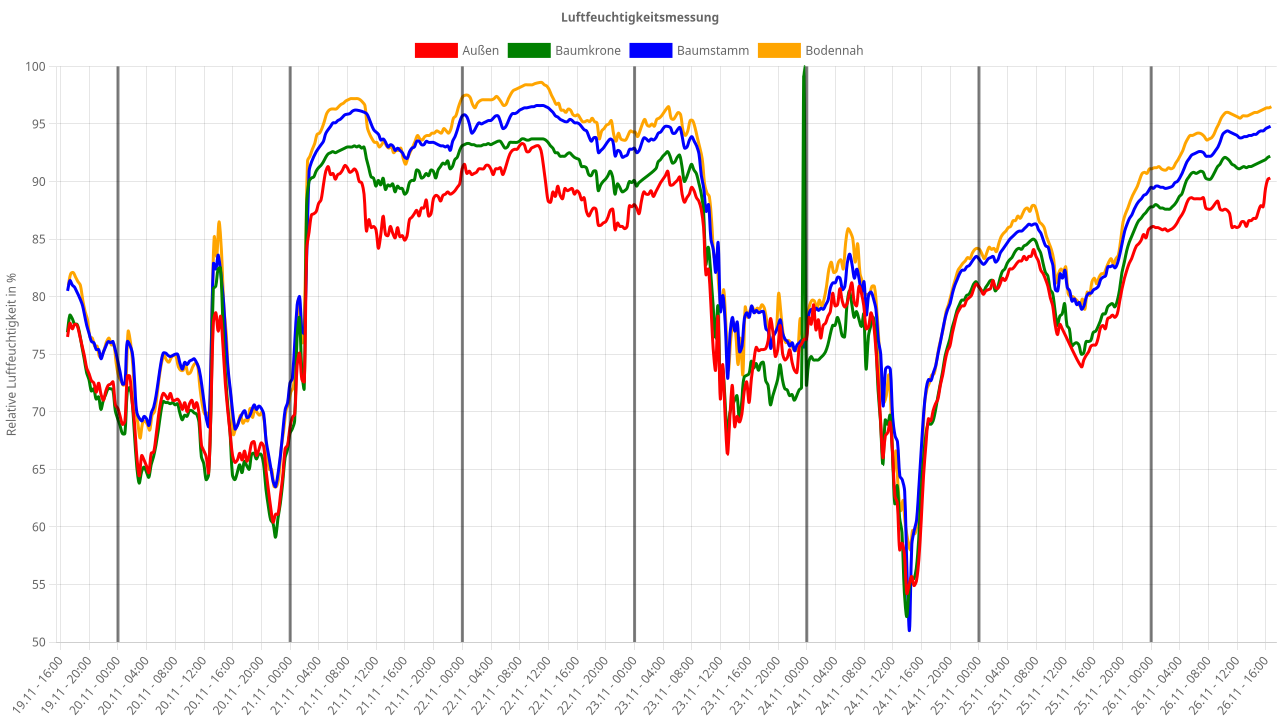 Luftfeuchtigkeitsmessung
Außen Baumkrone Baumstamm Bodennah
Relative Luftfeuchtigkeit in %
100
95
90
85
80
75
70
65
60
55
50
19.11 - 16:00
19.11 - 20:00
20.11 - 00:00
20.11 - 04:00
20.11 - 08:00
20.11 - 12:00
20.11 - 16:00
20.11 - 20:00
21.11 - 00:00
21.11 - 04:00
21.11 - 08:00
21.11 - 12:00
21.11 - 16:00
21.11 - 20:00
22.11 - 00:00
22.11 - 04:00
22.11 - 08:00
22.11 - 12:00
22.11 - 16:00
22.11 - 20:00
23.11 - 00:00
23.11 - 04:00
23.11 - 08:00
23.11 - 12:00
23.11 - 16:00
23.11 - 20:00
24.11 - 00:00
24.11 - 04:00
24.11 - 08:00
24.11 - 12:00
24.11 - 16:00
24.11 - 20:00
25.11 - 00:00
25.11 - 04:00
25.11 - 08:00
25.11 - 12:00
25.11 - 16:00
25.11 - 20:00
26.11 - 00:00
26.11 - 04:00
26.11 - 08:00
26.11 - 12:00
26.11 - 16:00